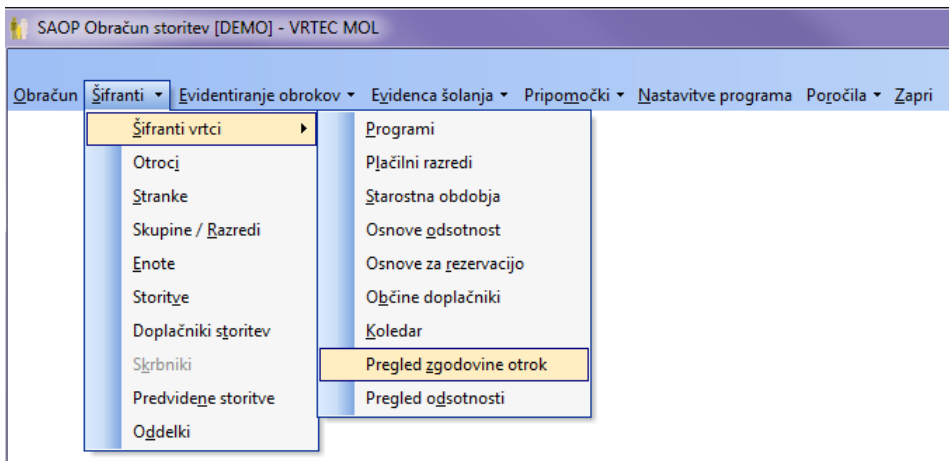 SAOP Obračun storitev [DEMO] - VRTEC MOL
Obračun Šifranti Evidentiranje obrokov Evidenca šolanja Pripomočki Nastavitve programa Poročila Zapri
Šifranti vrtci
Otroci
Stranke
Skupine / Razredi
Enote
Storitve
Doplačniki storitev
Skrbniki
Predvidene storitve
Oddelki
Programi
Plačilni razredi
Starostna obdobja
Osnove odsotnost
Osnove za rezervacijo
Občine doplačniki
Koledar
Pregled zgodovine otrok
Pregled odsotnosti